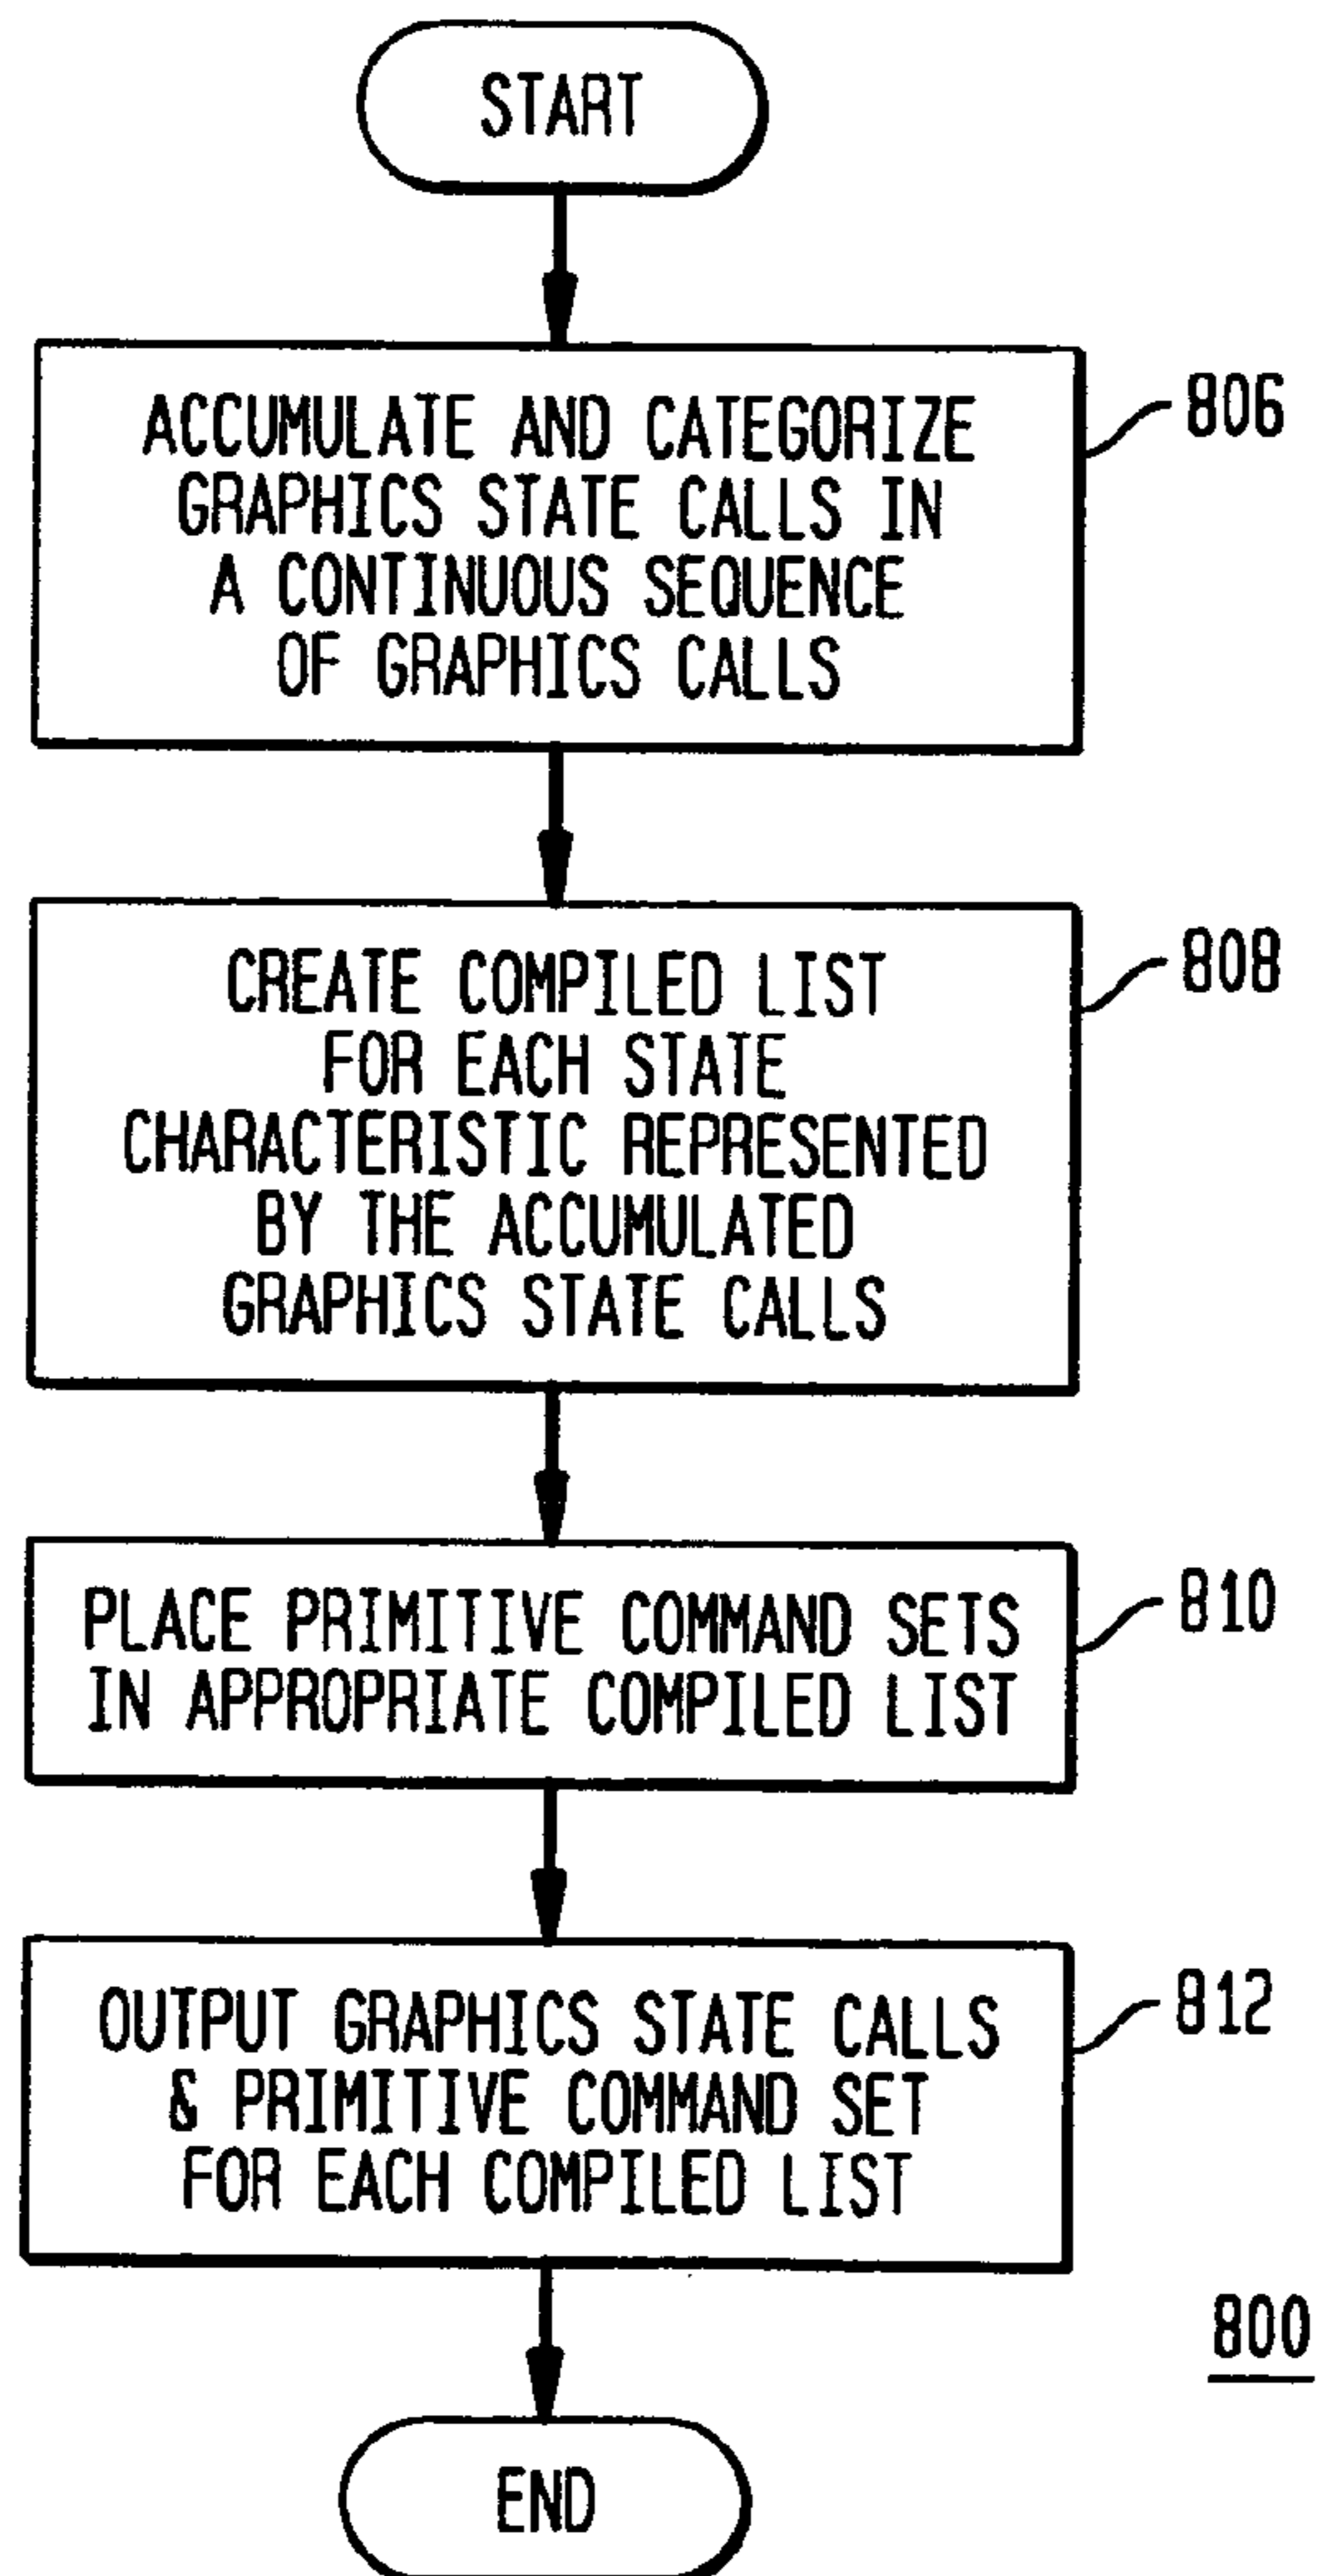 START
ACCUMULATE AND CATEGORIZE
GRAPHICS STATE CALLS IN
A CONTINUOUS SEQUENCE
OF GRAPHICS CALLS
806
CREATE COMPILED LIST
FOR EACH STATE
CHARACTERISTIC REPRESENTED
BY THE ACCUMULATED
GRAPHICS STATE CALLS
808
PLACE PRIMITIVE COMMAND SETS
IN APPROPRIATE COMPILED LIST
810
OUTPUT GRAPHICS STATE CALLS
& PRIMITIVE COMMAND SET
FOR EACH COMPILED LIST
812
800
END